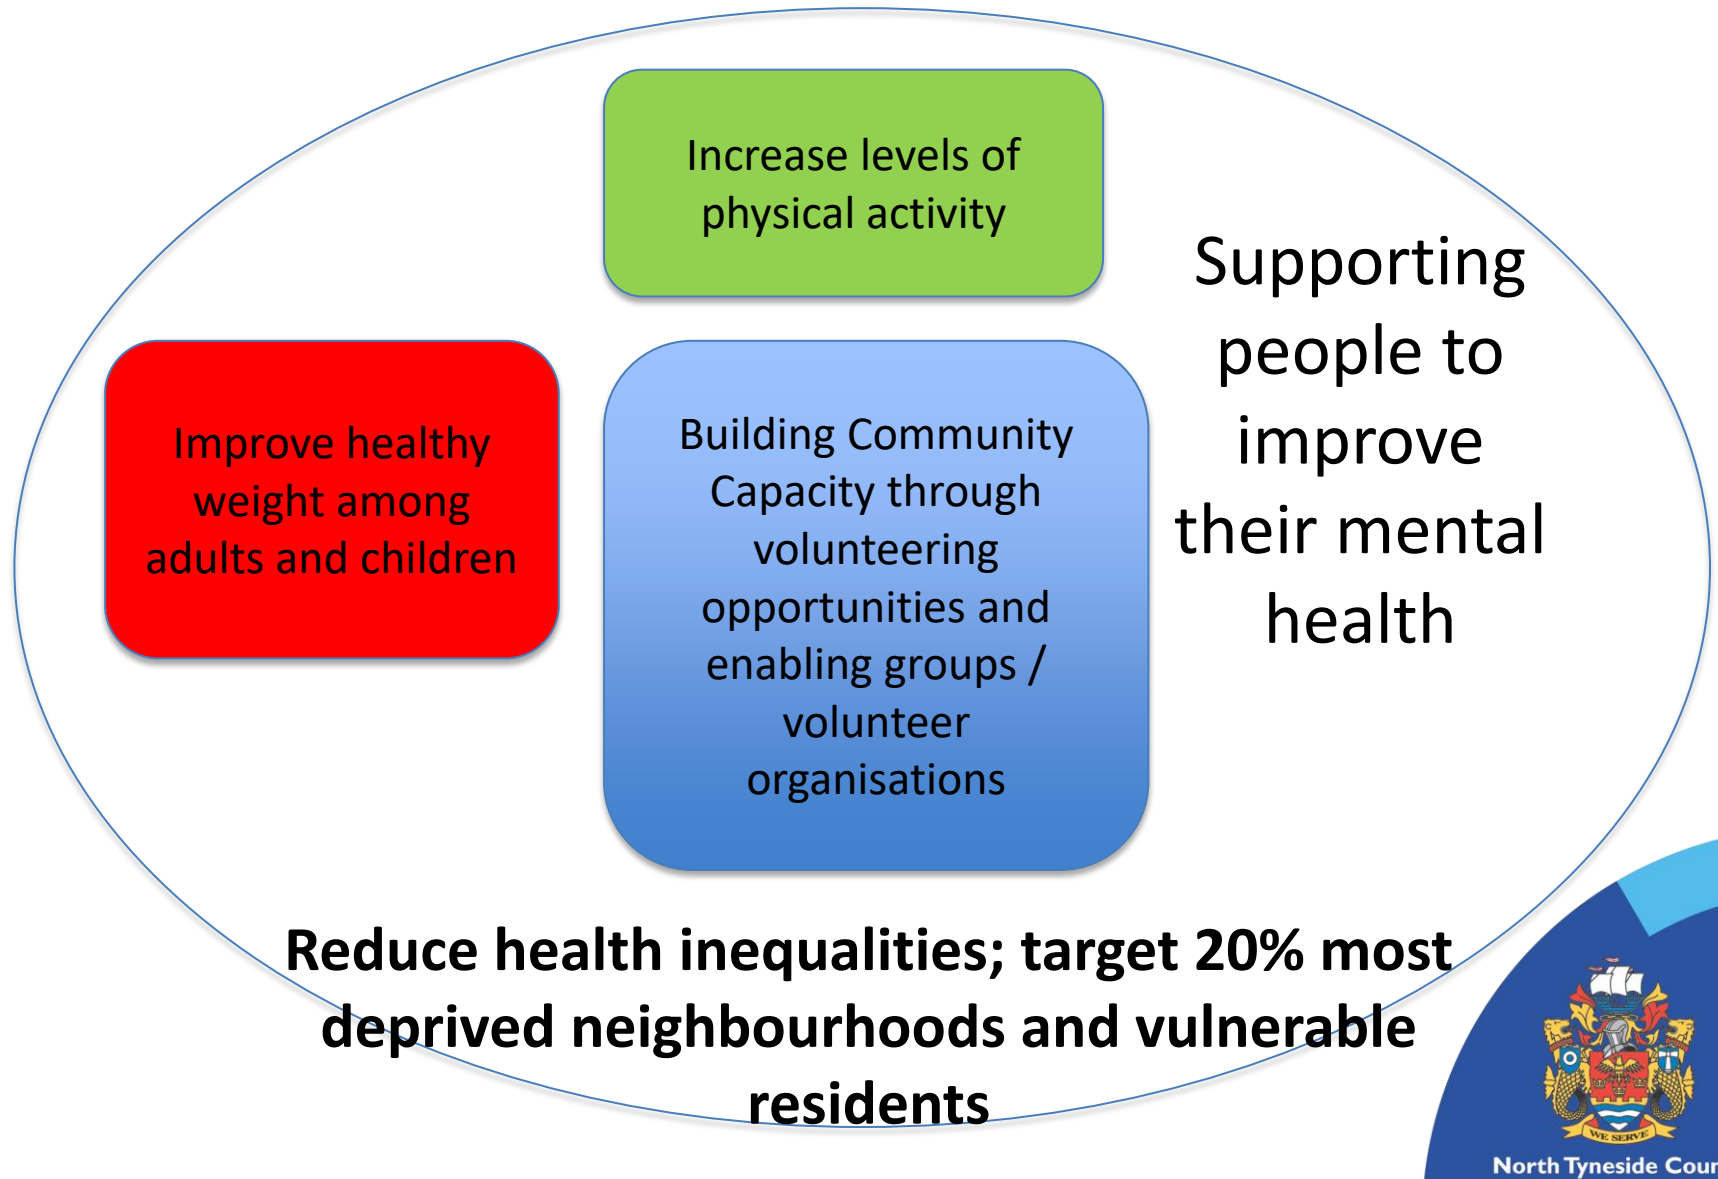 Increase levels of
physical activity
Improve healthy
weight among
adults and children
Building Community
Capacity through
volunteering
opportunities and
enabling groups /
volunteer
organisations
Supporting
people to
improve
their mental
health
Reduce health inequalities; target 20% most
deprived neighbourhoods and vulnerable
residents
WE SERVE
North Tyneside Coun